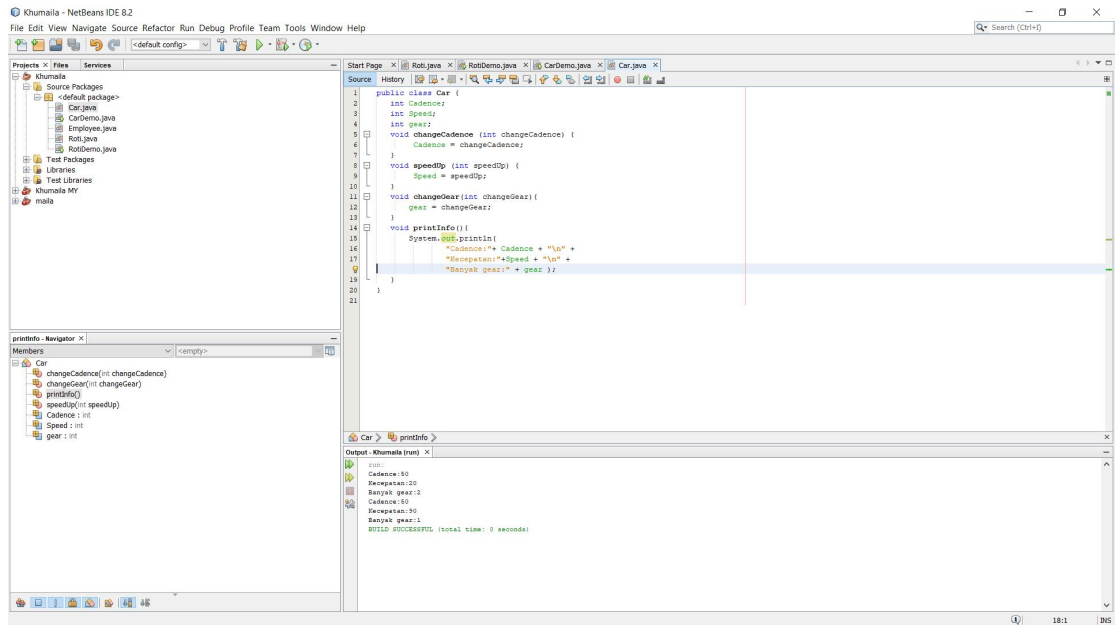 Khumaila - NetBeans IDE 8.2
File Edit View Navigate Source Refactor Run Debug Profile Team Tools Window Help
Search (Ctrl+I)
<default config>
Projects Files Services
Khumaila
Source Packages
<default package>
Car.java
CarDemo.java
Employee.java
Roti.java
RotiDemo.java
Test Packages
Libraries
Test Libraries
Khumaila MY
maila
Start Page Roti.java RotiDemo.java CarDemo.java Car.java
Source History
1 public class Car {
2 int Cadence;
3 int Speed;
4 int gear;
5 void changeCadence (int changeCadence) {
6 Cadence = changeCadence;
7 }
8 void speedUp (int speedUp) {
9 Speed = speedUp;
10 }
11 void changeGear(int changeGear){
12 gear = changeGear;
13 }
14 void printInfo(){
15 System.out.println(
16 "Cadence:"+ Cadence + "\n" +
17 "Kecepatan:"+Speed + "\n" +
"Banyak gear:" + gear );
19 }
20 }
21
printInfo - Navigator
Members <empty>
Car
changeCadence(int changeCadence)
changeGear(int changeGear)
printInfo()
speedUp(int speedUp)
Cadence : int
Speed : int
gear : int
Car printInfo
Output - Khumaila (run)
run:
Cadence:50
Kecepatan:20
Banyak gear:2
Cadence:50
Kecepatan:90
Banyak gear:1
BUILD SUCCESSFUL (total time: 0 seconds)
18:1 INS